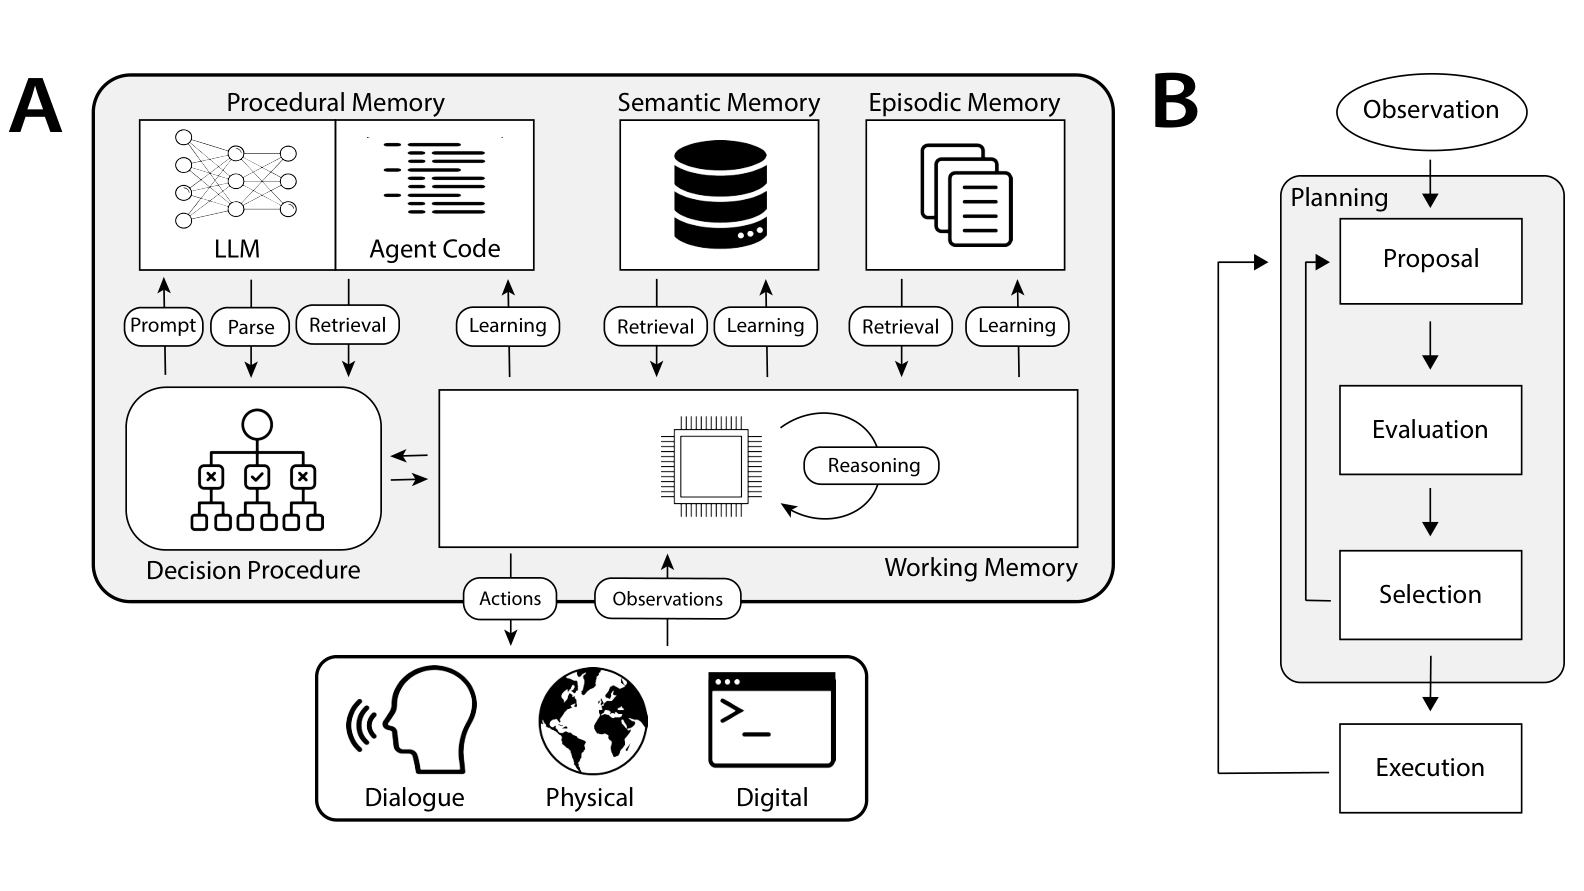 A
Procedural Memory
Semantic Memory
Episodic Memory
LLM
Agent Code
Prompt
Parse
Retrieval
Learning
Retrieval
Learning
Retrieval
Learning
Reasoning
Decision Procedure
Working Memory
Actions
Observations
>_
Dialogue
Physical
Digital
B
Observation
Planning
Proposal
Evaluation
Selection
Execution